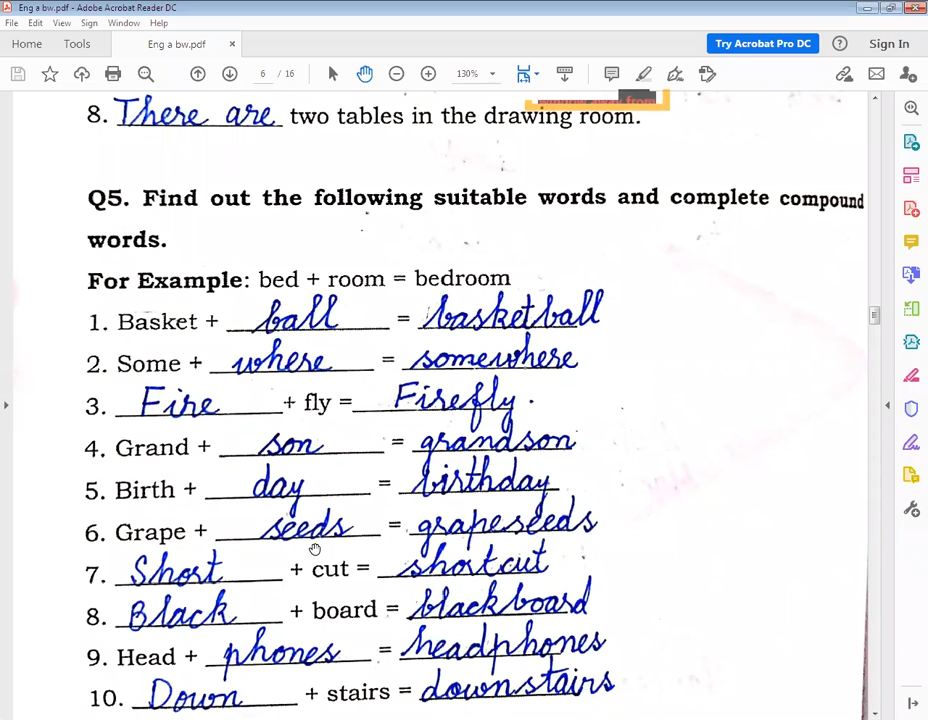 Eng a bw.pdf - Adobe Acrobat Reader DC
File Edit View Sign Window Help
Home Tools Eng a bw.pdf × Try Acrobat Pro DC Sign In
6 / 16 130%
8. There are two tables in the drawing room.
Q5. Find out the following suitable words and complete compound
words.
For Example: bed + room = bedroom
1. Basket + ball = basketball
2. Some + where = somewhere
3. Fire + fly = Firefly.
4. Grand + son = grandson
5. Birth + day = birthday
6. Grape + seeds = grapeseeds
7. Short + cut = shortcut
8. Black + board = blackboard
9. Head + phones = headphones
10. Down + stairs = downstairs